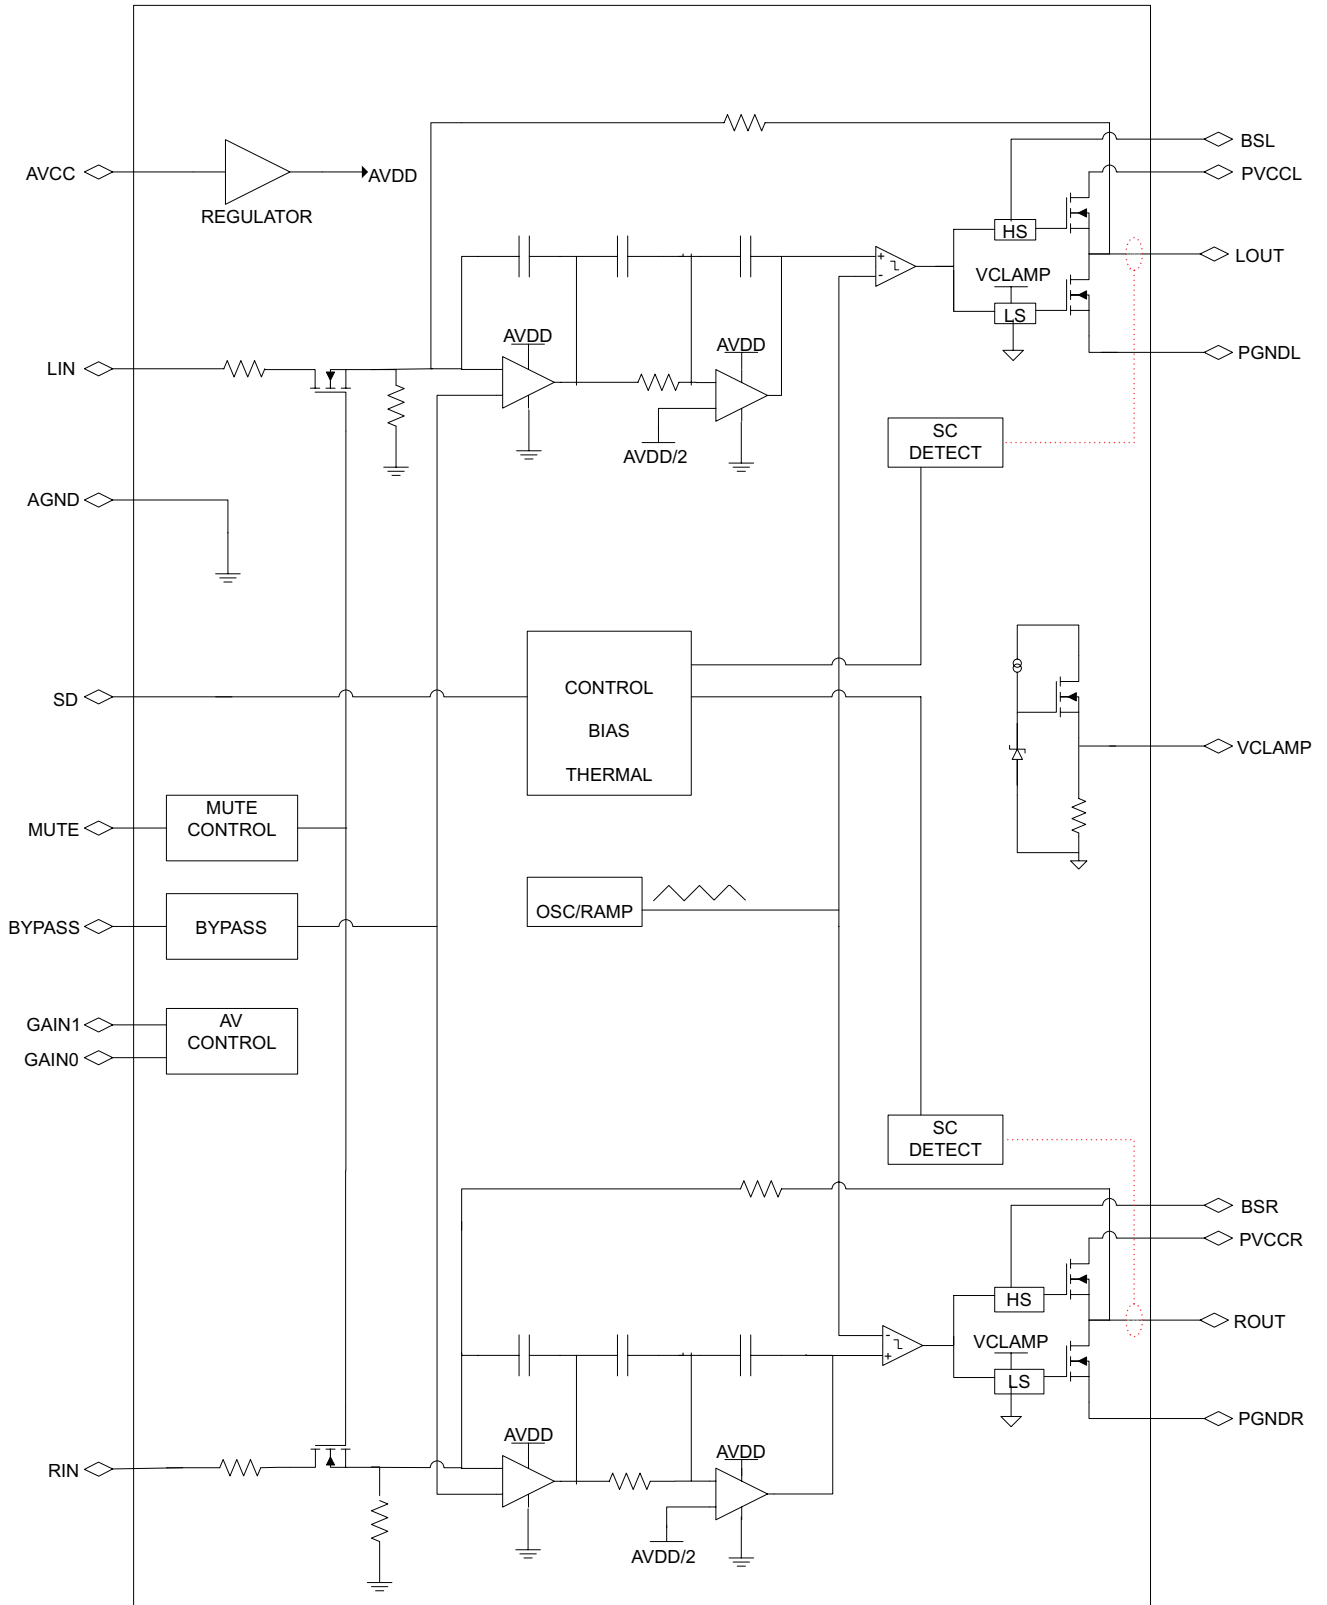 BSL
AVCC
AVDD
PVCCL
REGULATOR
HS
+
-
LOUT
VCLAMP
LS
AVDD
AVDD
PGNDL
LIN
SC
DETECT
AVDD/2
AGND
CONTROL
BIAS
THERMAL
SD
VCLAMP
MUTE
MUTE
CONTROL
OSC/RAMP
BYPASS
BYPASS
GAIN1
GAIN0
AV
CONTROL
SC
DETECT
BSR
PVCCR
HS
ROUT
-
+
VCLAMP
LS
PGNDR
AVDD
AVDD
RIN
AVDD/2